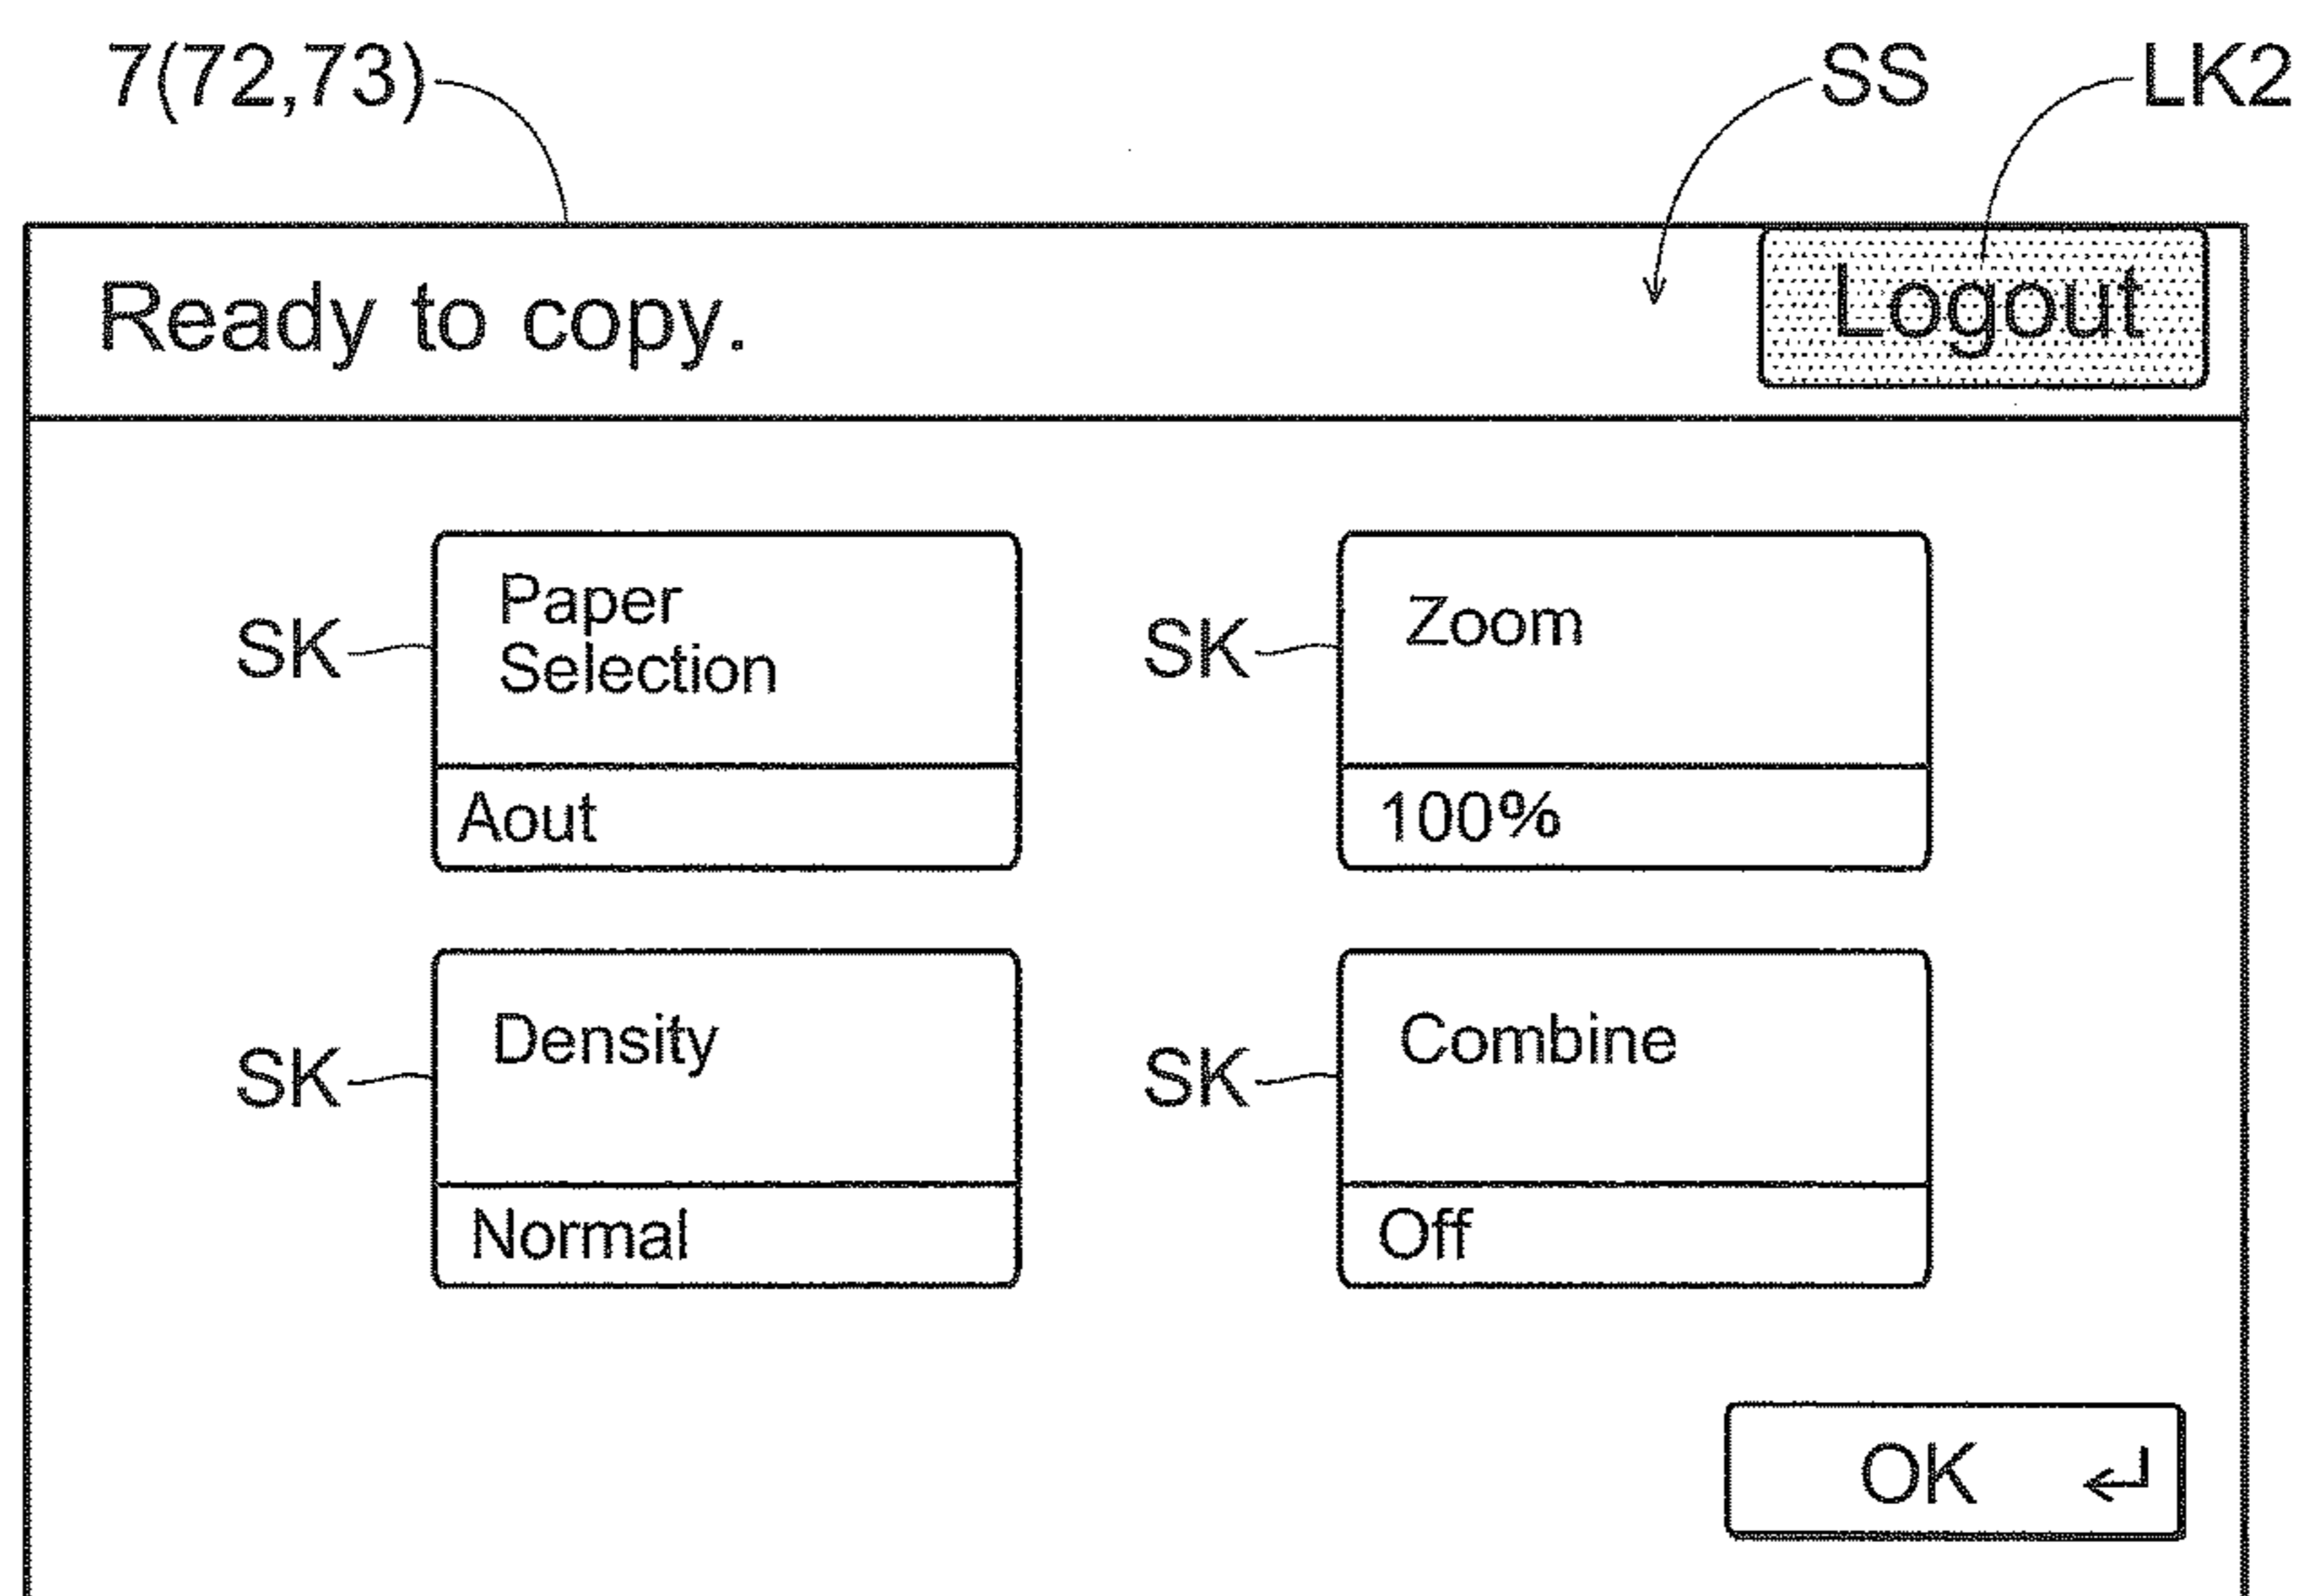 7(72,73) SS LK2
Ready to copy. Logout
SK Paper Selection SK Zoom
Aout 100%
SK Density SK Combine
Normal Off
OK ↵